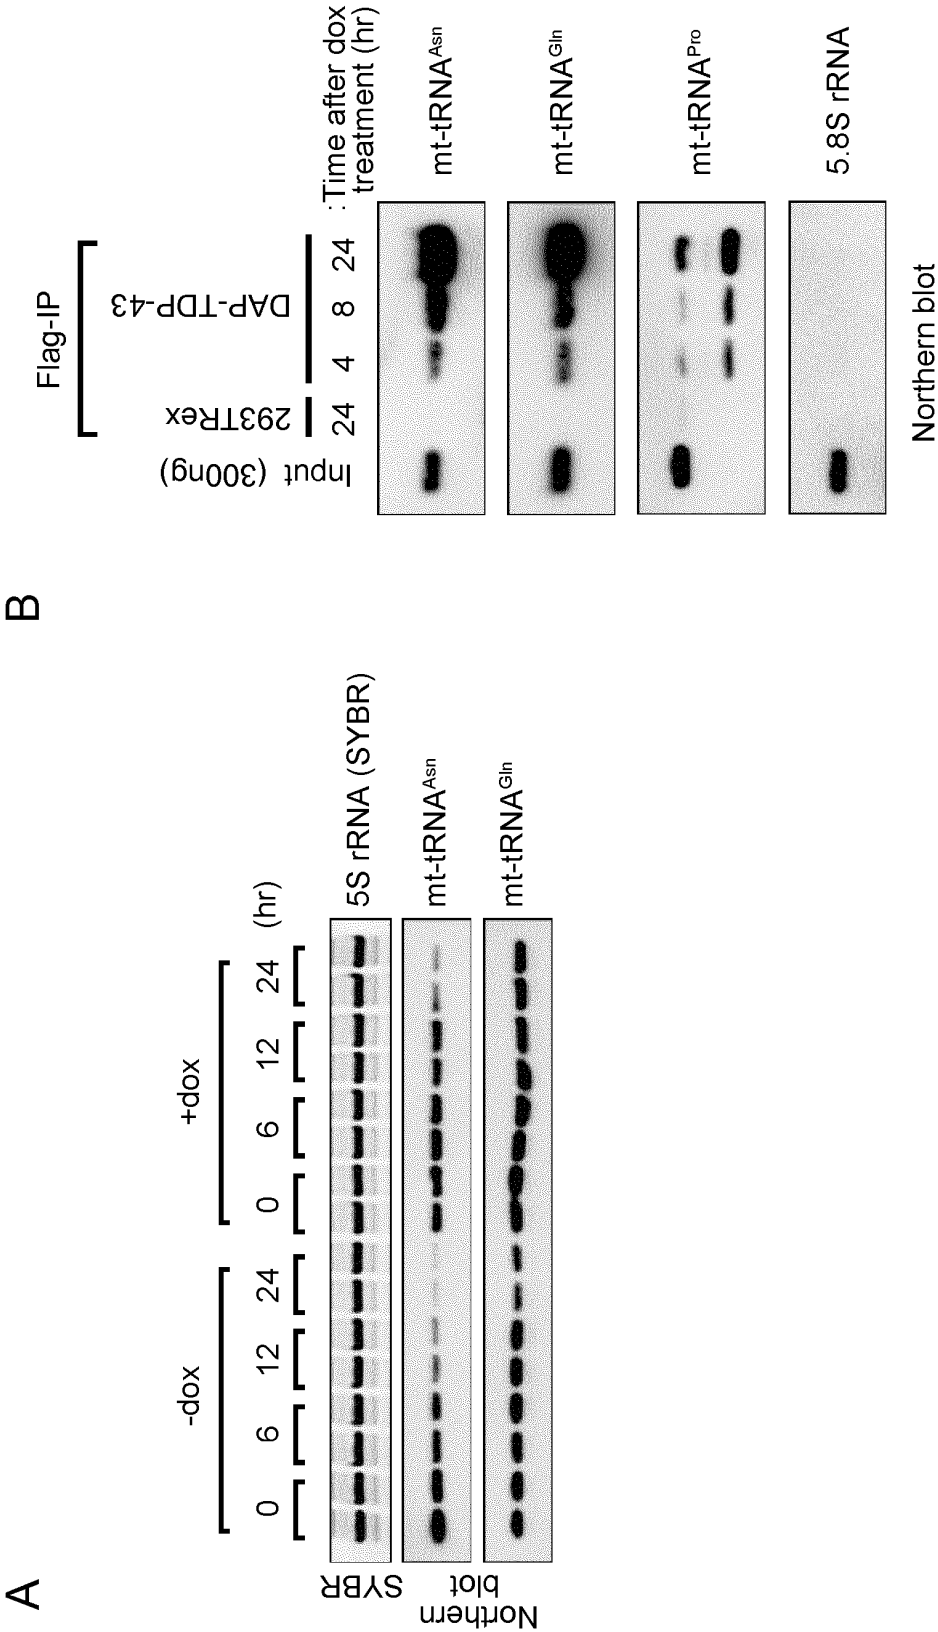 A
-dox
+dox
0 6 12 24 0 6 12 24 (hr)
SYBR
5S rRNA (SYBR)
Northern
blot
mt-tRNAAsn
mt-tRNAGln
B
Flag-IP
Input (300ng)
293TRex
DAP-TDP-43
24 4 8 24
:Time after dox
treatment (hr)
mt-tRNAAsn
mt-tRNAGln
mt-tRNAPro
5.8S rRNA
Northern blot